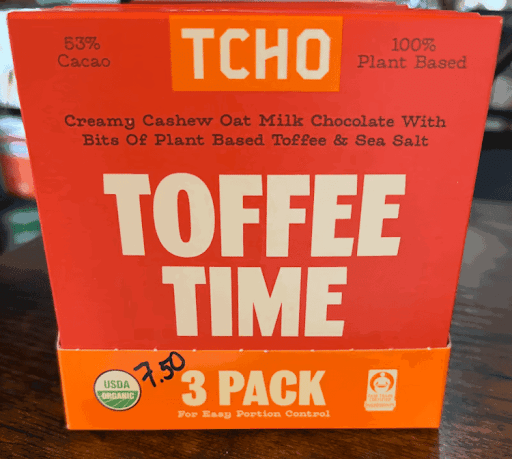 53%
Cacao
TCHO
100%
Plant Based
Creamy Cashew Oat Milk Chocolate With
Bits Of Plant Based Toffee & Sea Salt
TOFFEE
TIME
USDA
ORGANIC
7.50
3 PACK
For Easy Portion Control